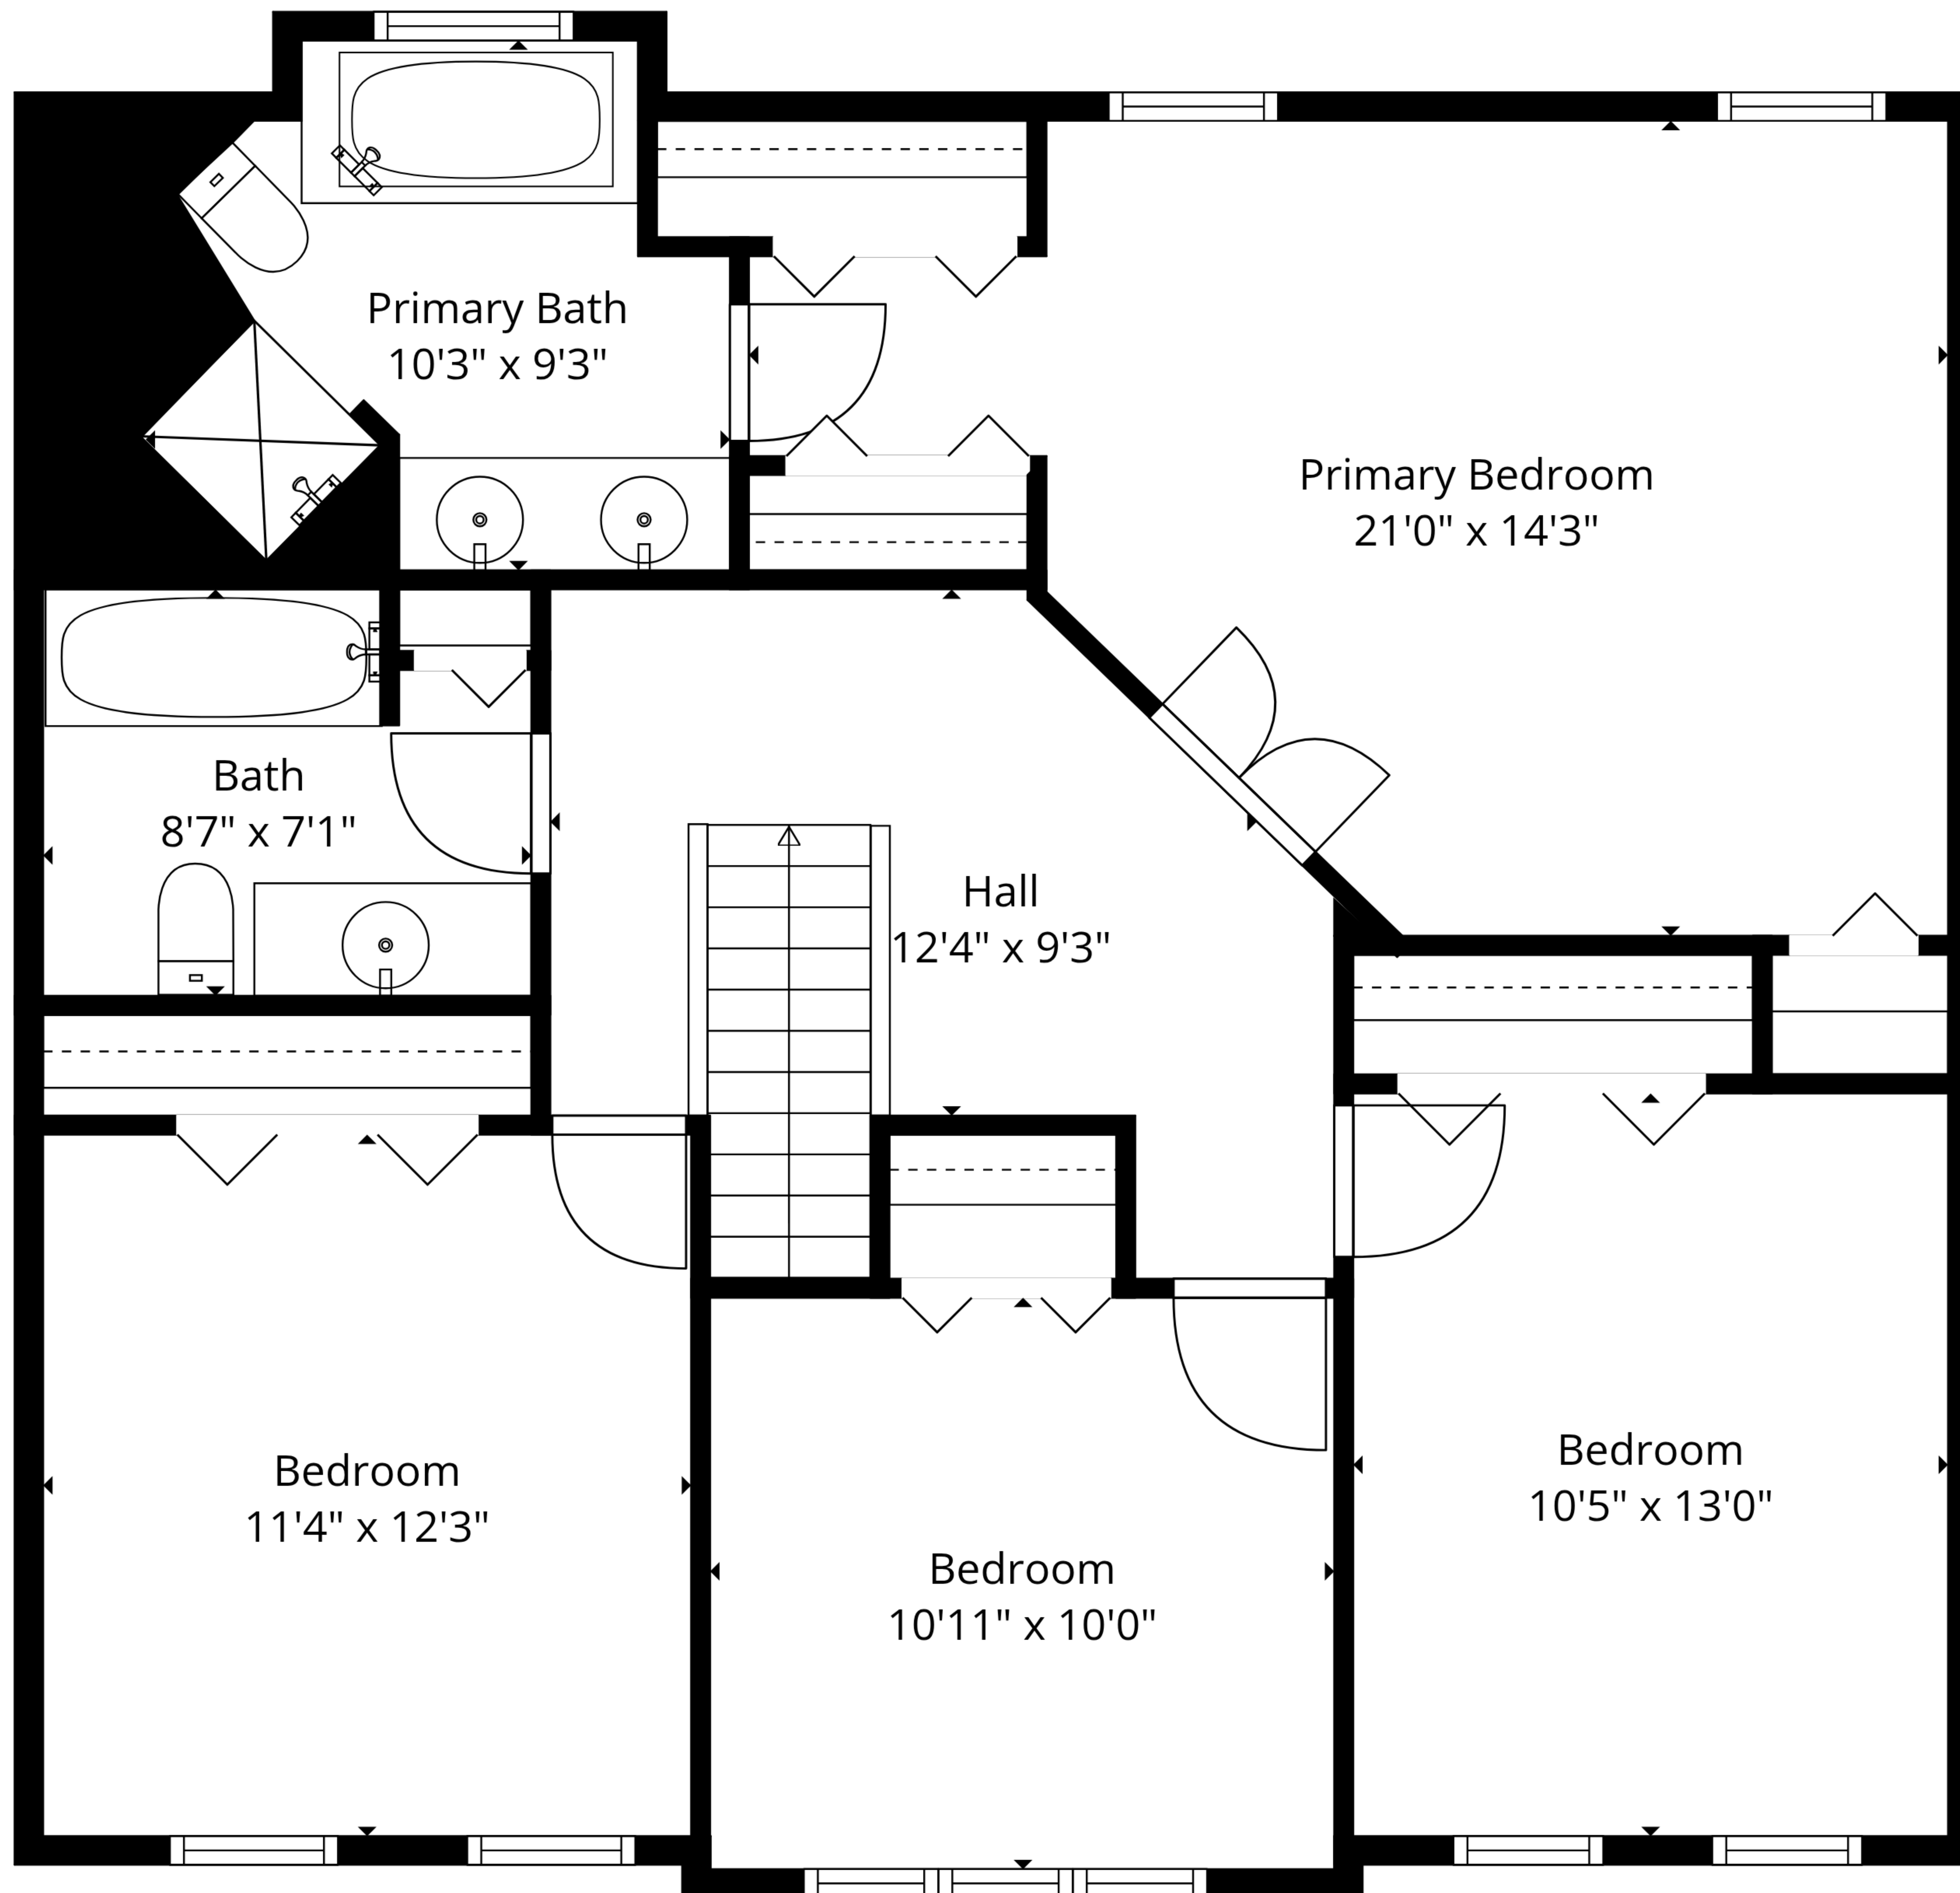 Primary Bath
10'3" x 9'3"
Primary Bedroom
21'0" x 14'3"
Bath
8'7" x 7'1"
Hall
12'4" x 9'3"
Bedroom
11'4" x 12'3"
Bedroom
10'11" x 10'0"
Bedroom
10'5" x 13'0"